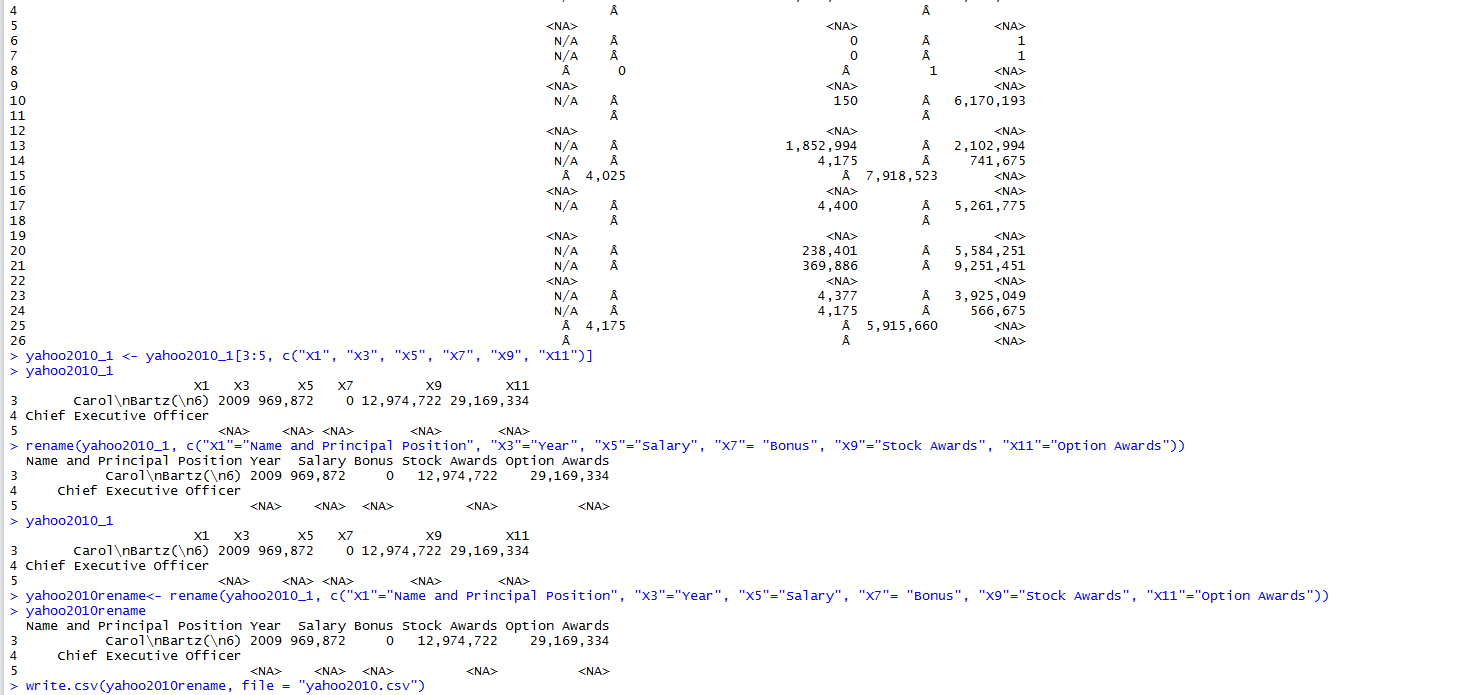 4 Â Â
5 <NA> <NA> <NA>
6 N/A Â 0 Â 1
7 N/A Â 0 Â 1
8 Â 0 Â 1 <NA>
9 <NA> <NA> <NA>
10 N/A Â 150 Â 6,170,193
11 Â Â
12 <NA> <NA> <NA>
13 N/A Â 1,852,994 Â 2,102,994
14 N/A Â 4,175 Â 741,675
15 Â 4,025 Â 7,918,523 <NA>
16 <NA> <NA> <NA>
17 N/A Â 4,400 Â 5,261,775
18 Â Â
19 <NA> <NA> <NA>
20 N/A Â 238,401 Â 5,584,251
21 N/A Â 369,886 Â 9,251,451
22 <NA> <NA> <NA>
23 N/A Â 4,377 Â 3,925,049
24 N/A Â 4,175 Â 566,675
25 Â 4,175 Â 5,915,660 <NA>
26 Â Â <NA>
> yahoo2010_1 <- yahoo2010_1[3:5, c("X1", "X3", "X5", "X7", "X9", "X11")]
> yahoo2010_1
X1 X3 X5 X7 X9 X11
3 Carol\nBartz(\n6) 2009 969,872 0 12,974,722 29,169,334
4 Chief Executive Officer
5 <NA> <NA> <NA> <NA> <NA>
> rename(yahoo2010_1, c("X1"="Name and Principal Position", "X3"="Year", "X5"="Salary", "X7"= "Bonus", "X9"="Stock Awards", "X11"="Option Awards"))
Name and Principal Position Year Salary Bonus Stock Awards Option Awards
3 Carol\nBartz(\n6) 2009 969,872 0 12,974,722 29,169,334
4 Chief Executive Officer
5 <NA> <NA> <NA> <NA> <NA>
> yahoo2010_1
X1 X3 X5 X7 X9 X11
3 Carol\nBartz(\n6) 2009 969,872 0 12,974,722 29,169,334
4 Chief Executive Officer
5 <NA> <NA> <NA> <NA> <NA>
> yahoo2010rename<- rename(yahoo2010_1, c("X1"="Name and Principal Position", "X3"="Year", "X5"="Salary", "X7"= "Bonus", "X9"="Stock Awards", "X11"="Option Awards"))
> yahoo2010rename
Name and Principal Position Year Salary Bonus Stock Awards Option Awards
3 Carol\nBartz(\n6) 2009 969,872 0 12,974,722 29,169,334
4 Chief Executive Officer
5 <NA> <NA> <NA> <NA> <NA>
> write.csv(yahoo2010rename, file = "yahoo2010.csv")